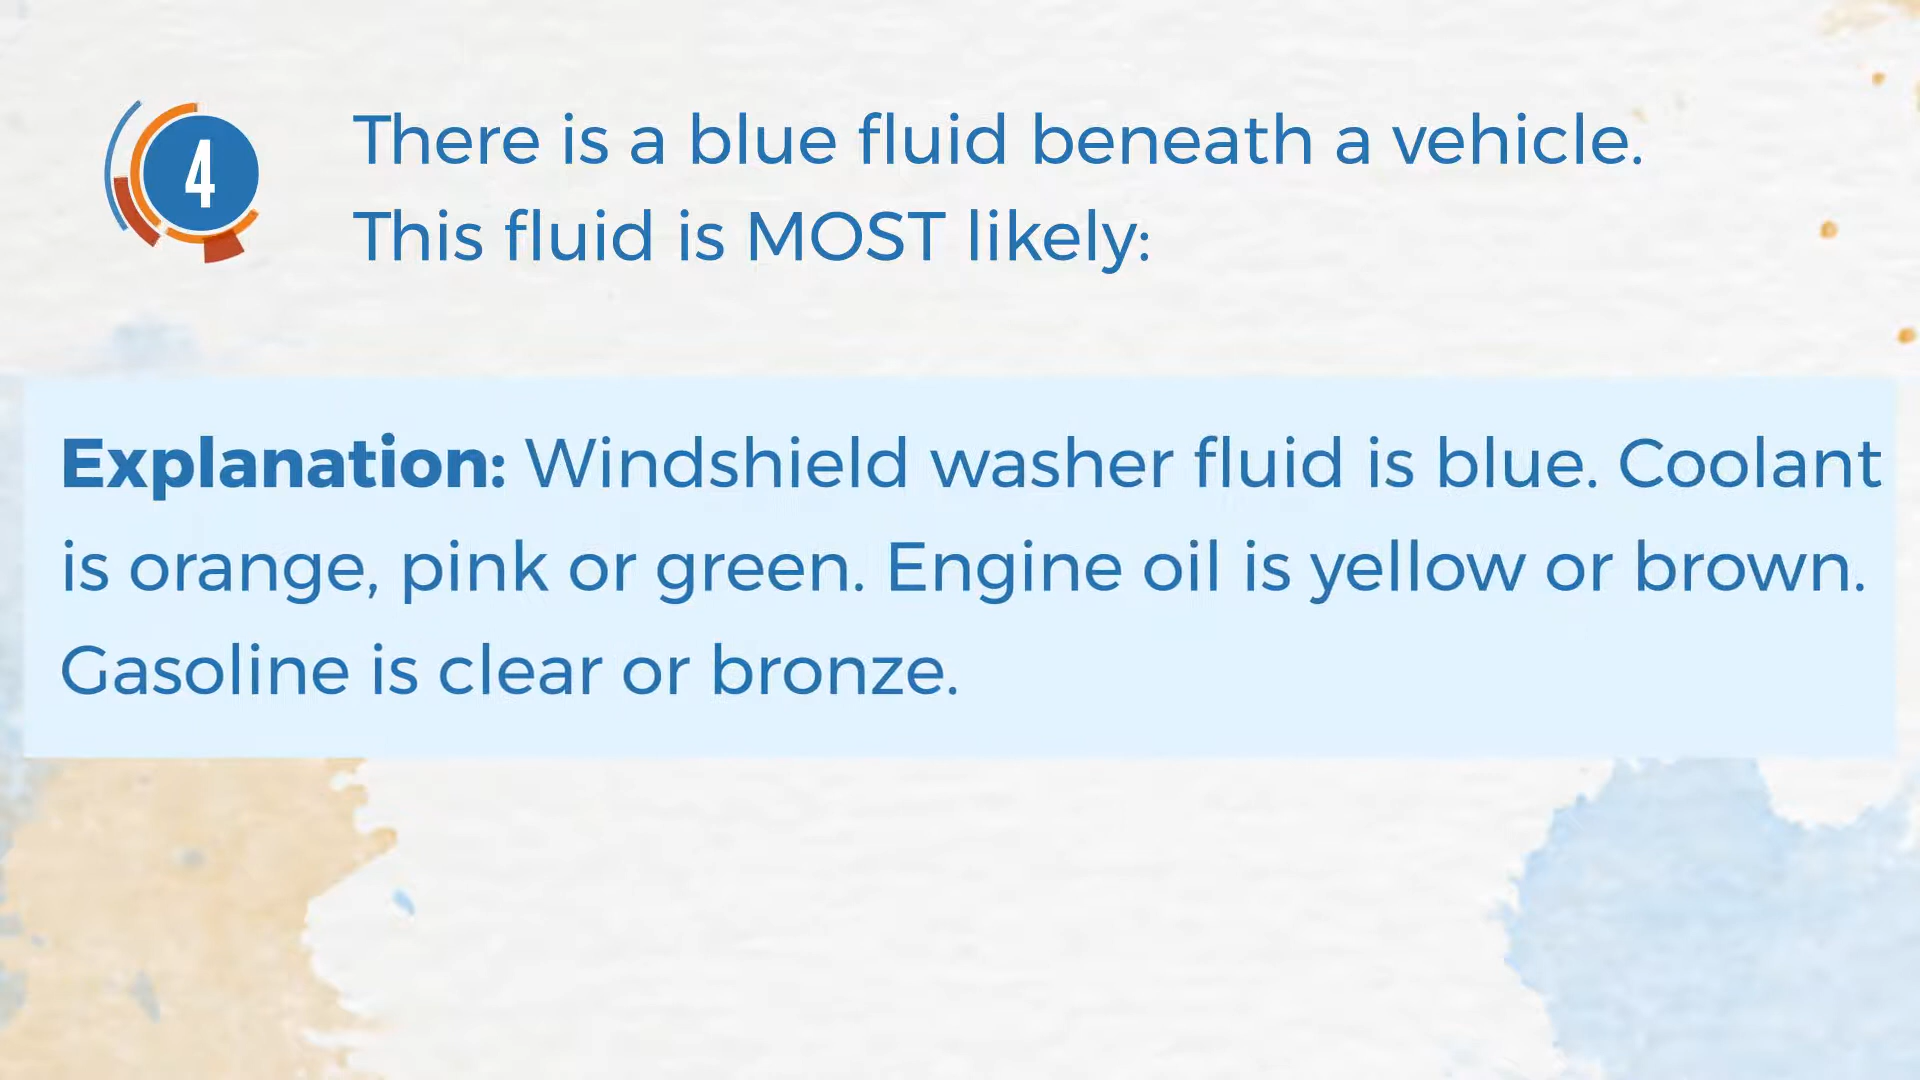 4
There is a blue fluid beneath a vehicle.
This fluid is MOST likely:
Explanation: Windshield washer fluid is blue. Coolant
is orange, pink or green. Engine oil is yellow or brown.
Gasoline is clear or bronze.